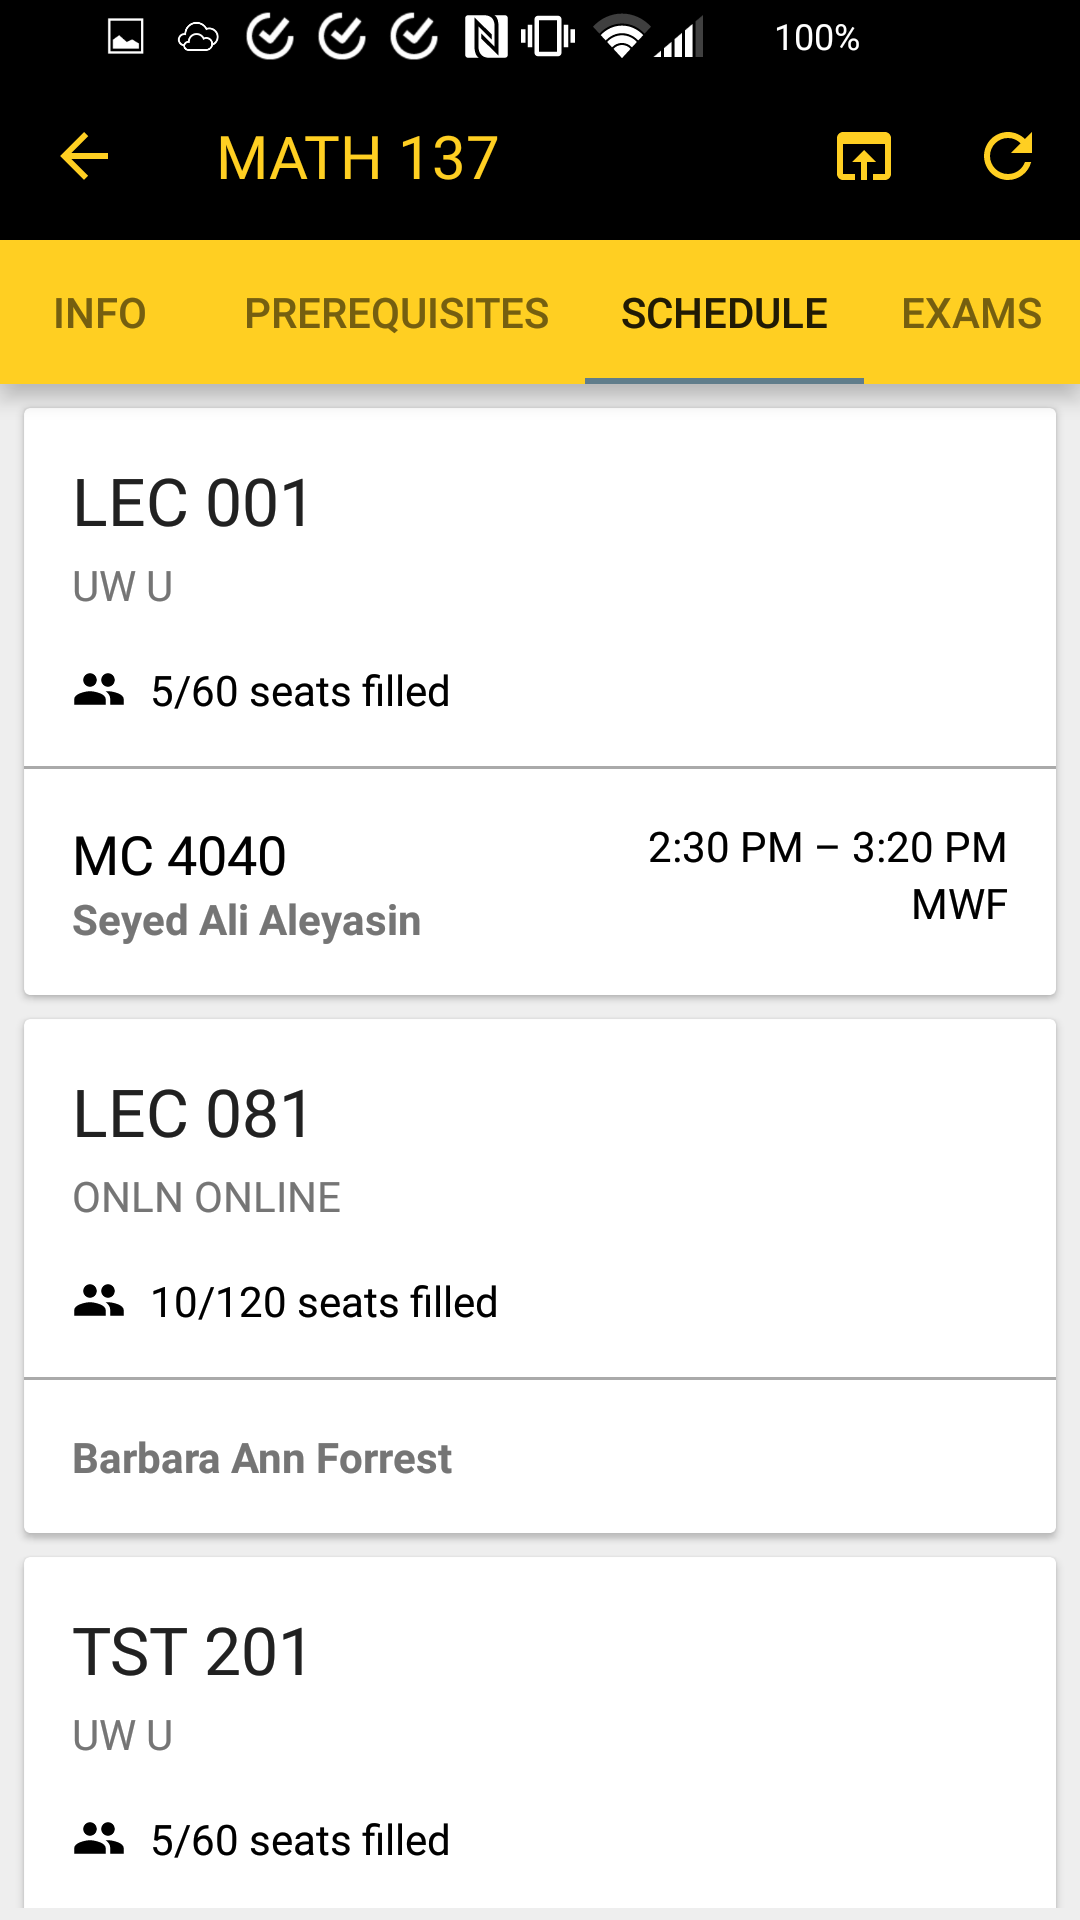 100%
MATH 137
INFO PREREQUISITES SCHEDULE EXAMS
LEC 001
UW U
5/60 seats filled
MC 4040
2:30 PM – 3:20 PM
Seyed Ali Aleyasin
MWF
LEC 081
ONLN ONLINE
10/120 seats filled
Barbara Ann Forrest
TST 201
UW U
5/60 seats filled